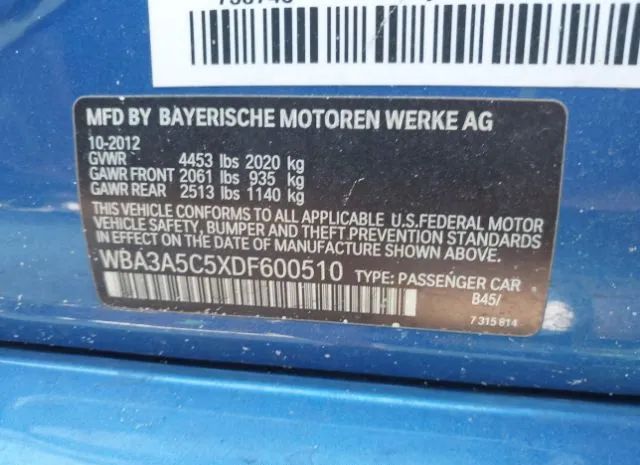 MFD BY BAYERISCHE MOTOREN WERKE AG
10-2012
GVWR 4453 lbs 2020 kg
GAWR FRONT 2061 lbs 935 kg
GAWR REAR 2513 lbs 1140 kg
THIS VEHICLE CONFORMS TO ALL APPLICABLE U.S.FEDERAL MOTOR
VEHICLE SAFETY, BUMPER, AND THEFT PREVENTION STANDARDS
IN EFFECT ON THE DATE OF MANUFACTURE SHOWN ABOVE.
WBA3A5C5XDF600510 TYPE: PASSENGER CAR
B45/
7 315 814